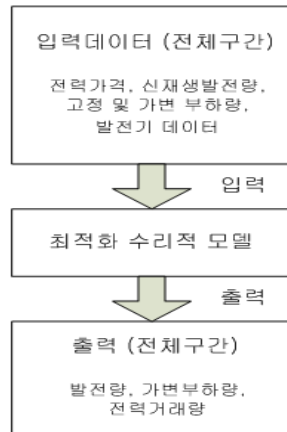 입력데이터 (전체구간)
전력가격, 신재생발전량,
고정 및 가변 부하량,
발전기 데이터
입력
최적화 수리적 모델
출력
출력 (전체구간)
발전량, 가변부하량,
전력거래량